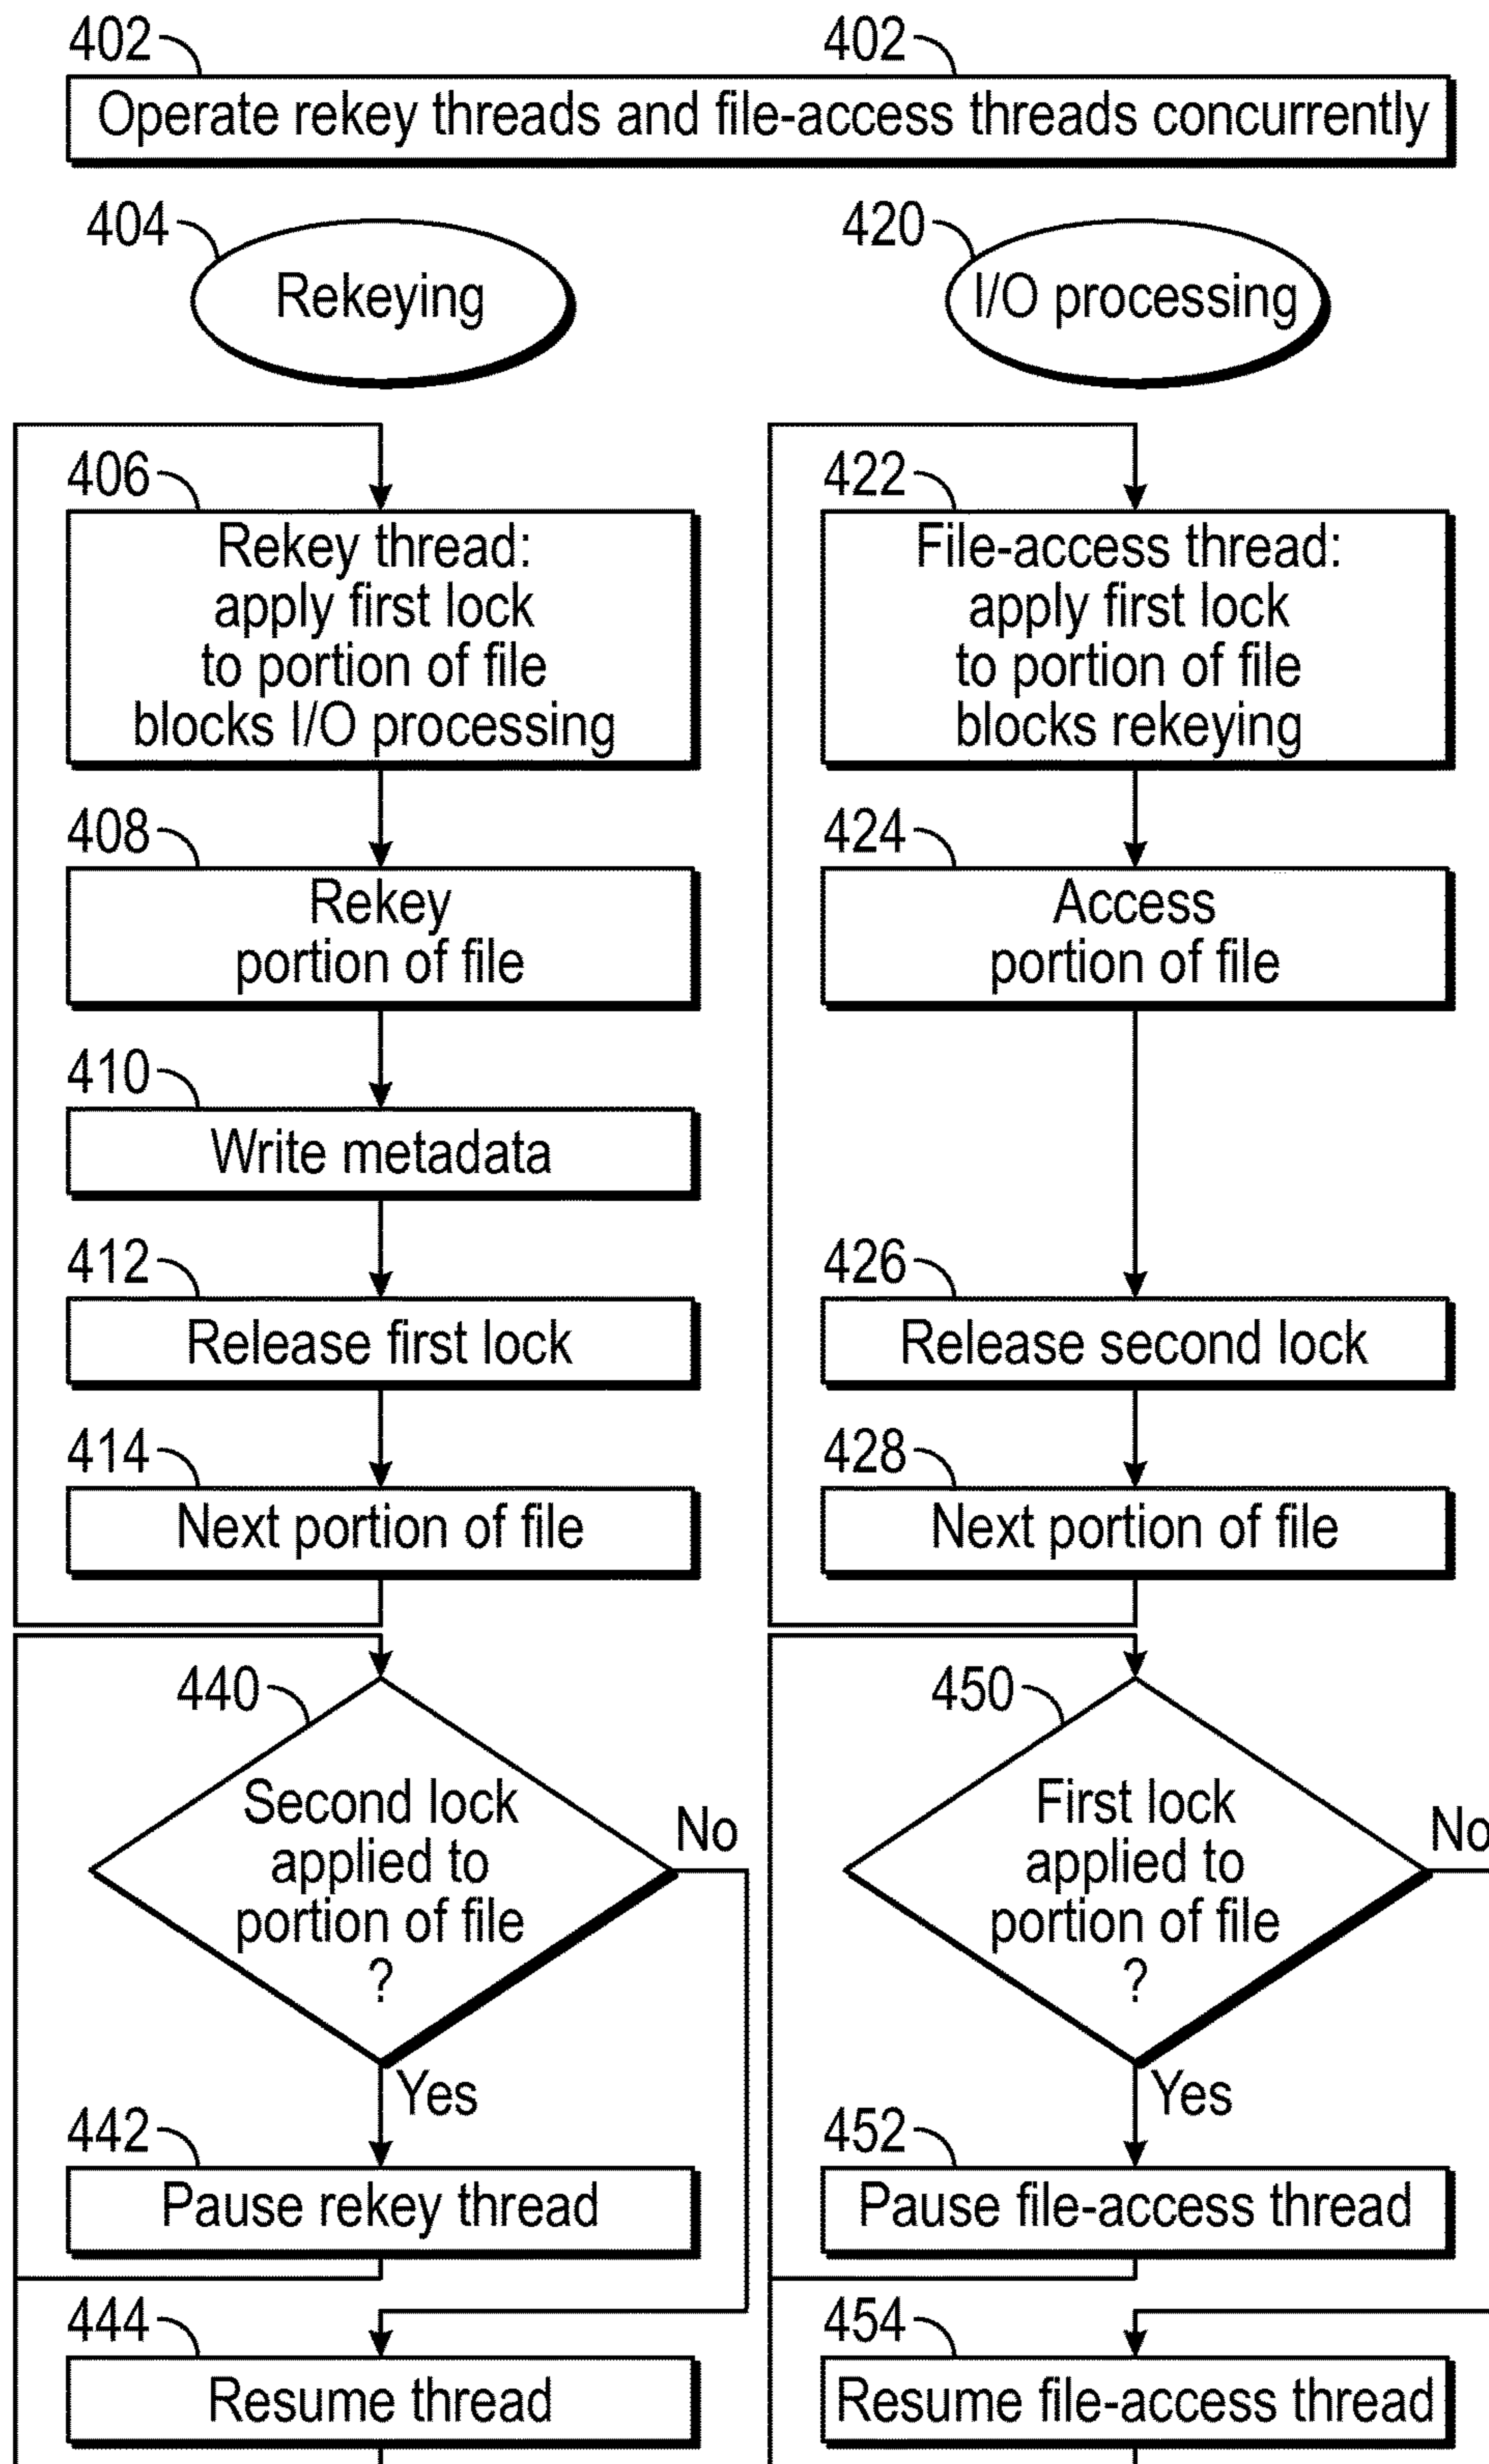 402
402
Operate rekey threads and file-access threads concurrently
404
Rekeying
420
I/O processing
406
Rekey thread:
apply first lock
to portion of file
blocks I/O processing
422
File-access thread:
apply first lock
to portion of file
blocks rekeying
408
Rekey
portion of file
424
Access
portion of file
410
Write metadata
412
Release first lock
426
Release second lock
414
Next portion of file
428
Next portion of file
440
Second lock
applied to
portion of file
?
No
Yes
450
First lock
applied to
portion of file
?
No
Yes
442
Pause rekey thread
452
Pause file-access thread
444
Resume thread
454
Resume file-access thread